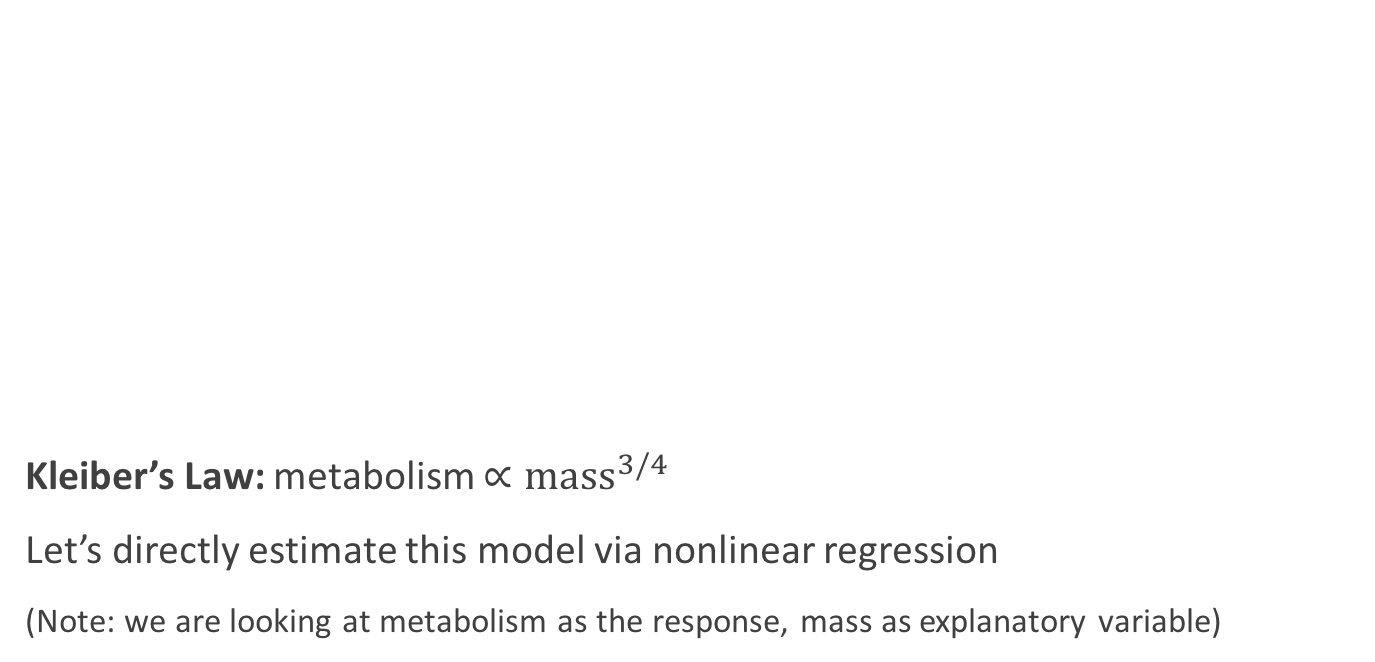 Kleiber’s Law: metabolism ∝ mass^{3/4}
Let’s directly estimate this model via nonlinear regression
(Note: we are looking at metabolism as the response, mass as explanatory variable)